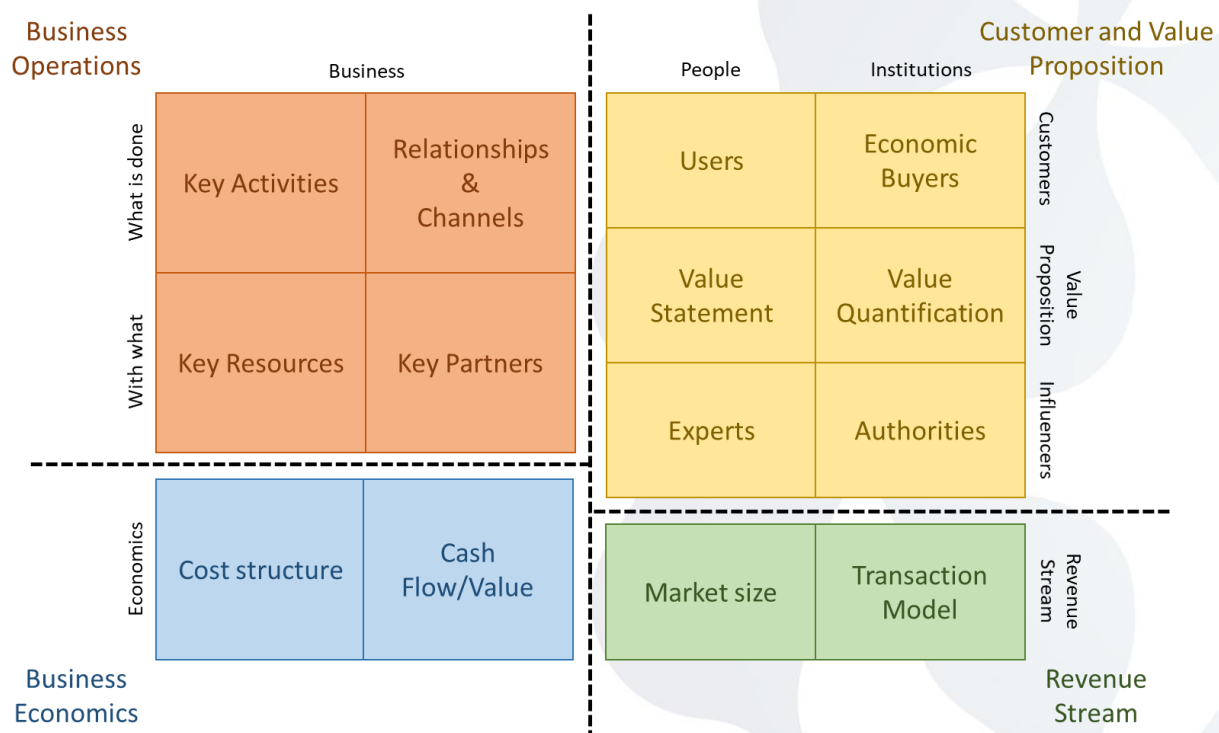 Business
Operations
Business
What is done
Key Activities
Relationships
&
Channels
With what
Key Resources
Key Partners
Customer and Value
Proposition
People
Institutions
Users
Economic
Buyers
Customers
Value
Statement
Value
Quantification
Value
Proposition
Experts
Authorities
Influencers
Economics
Cost structure
Cash
Flow/Value
Business
Economics
Market size
Transaction
Model
Revenue
Stream
Revenue
Stream